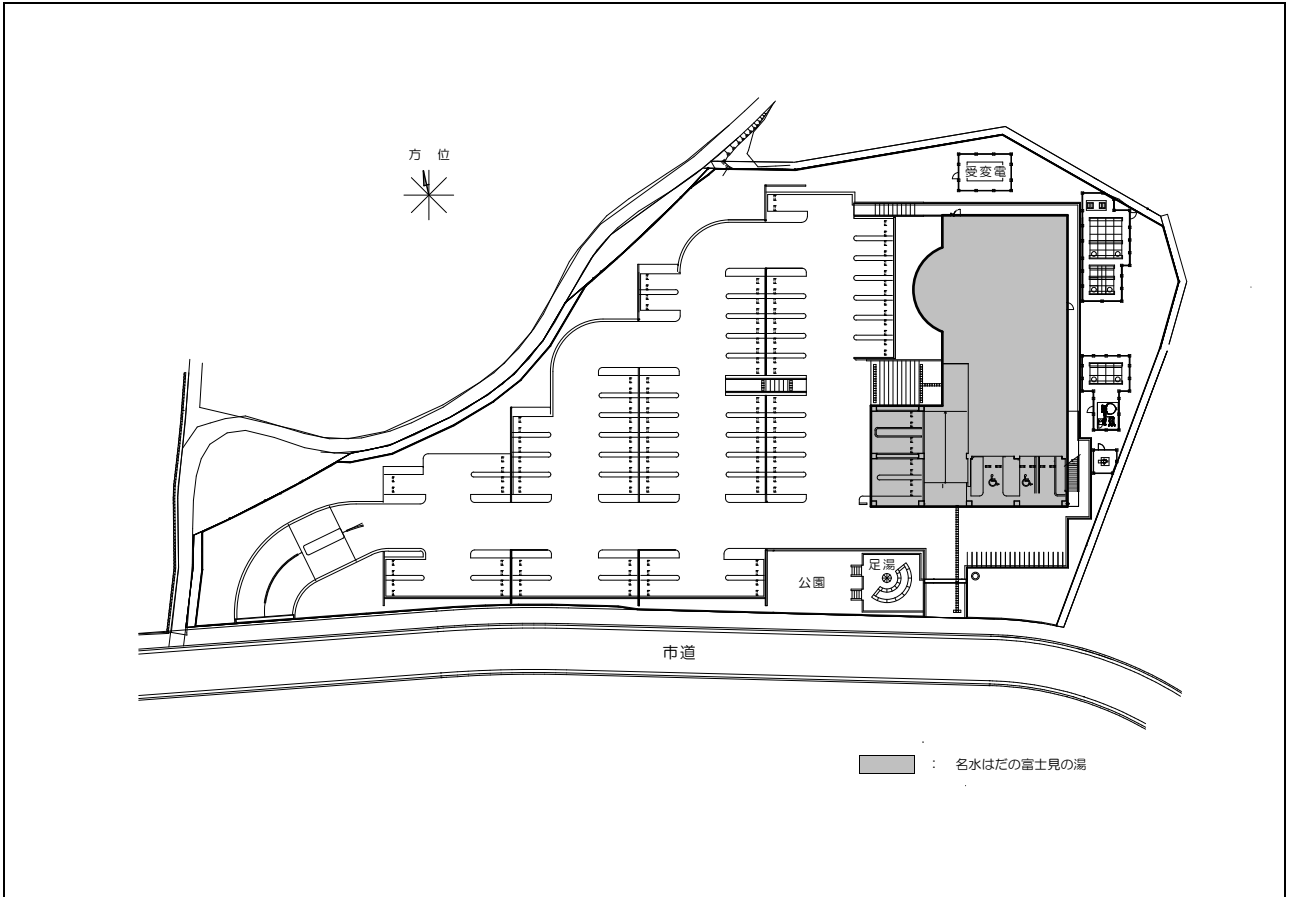 方 位
受変電
公園
足湯
市道
： 名水はだの富士見の湯